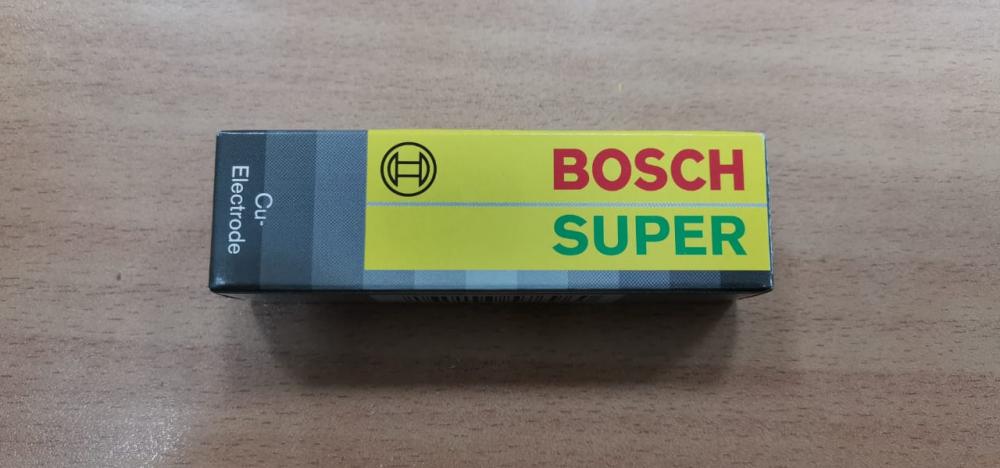 Cu-
Electrode
BOSCH
SUPER